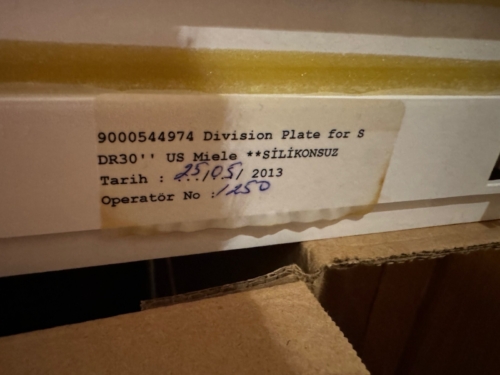 9000544974 Division Plate for S
DR30'' US Miele **SİLİKONSUZ
Tarih : 25/05/ 2013
Operatör No : 1250